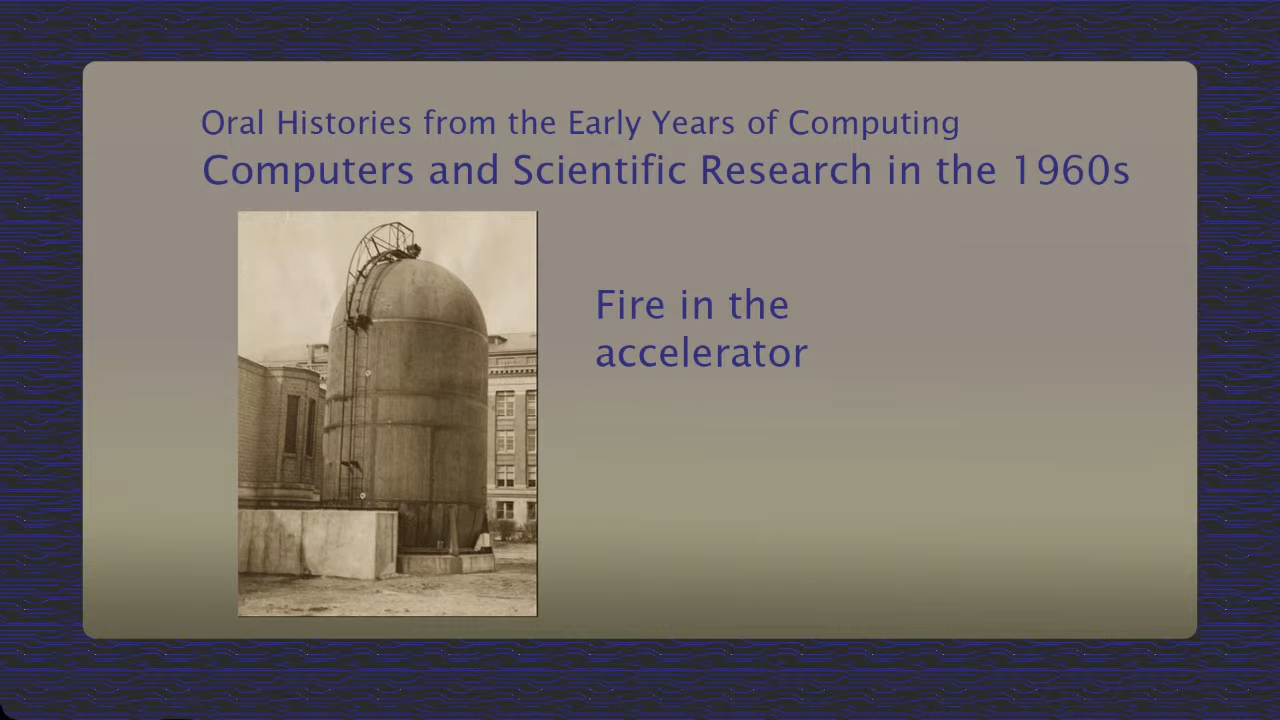 Oral Histories from the Early Years of Computing
Computers and Scientific Research in the 1960s
Fire in the
accelerator